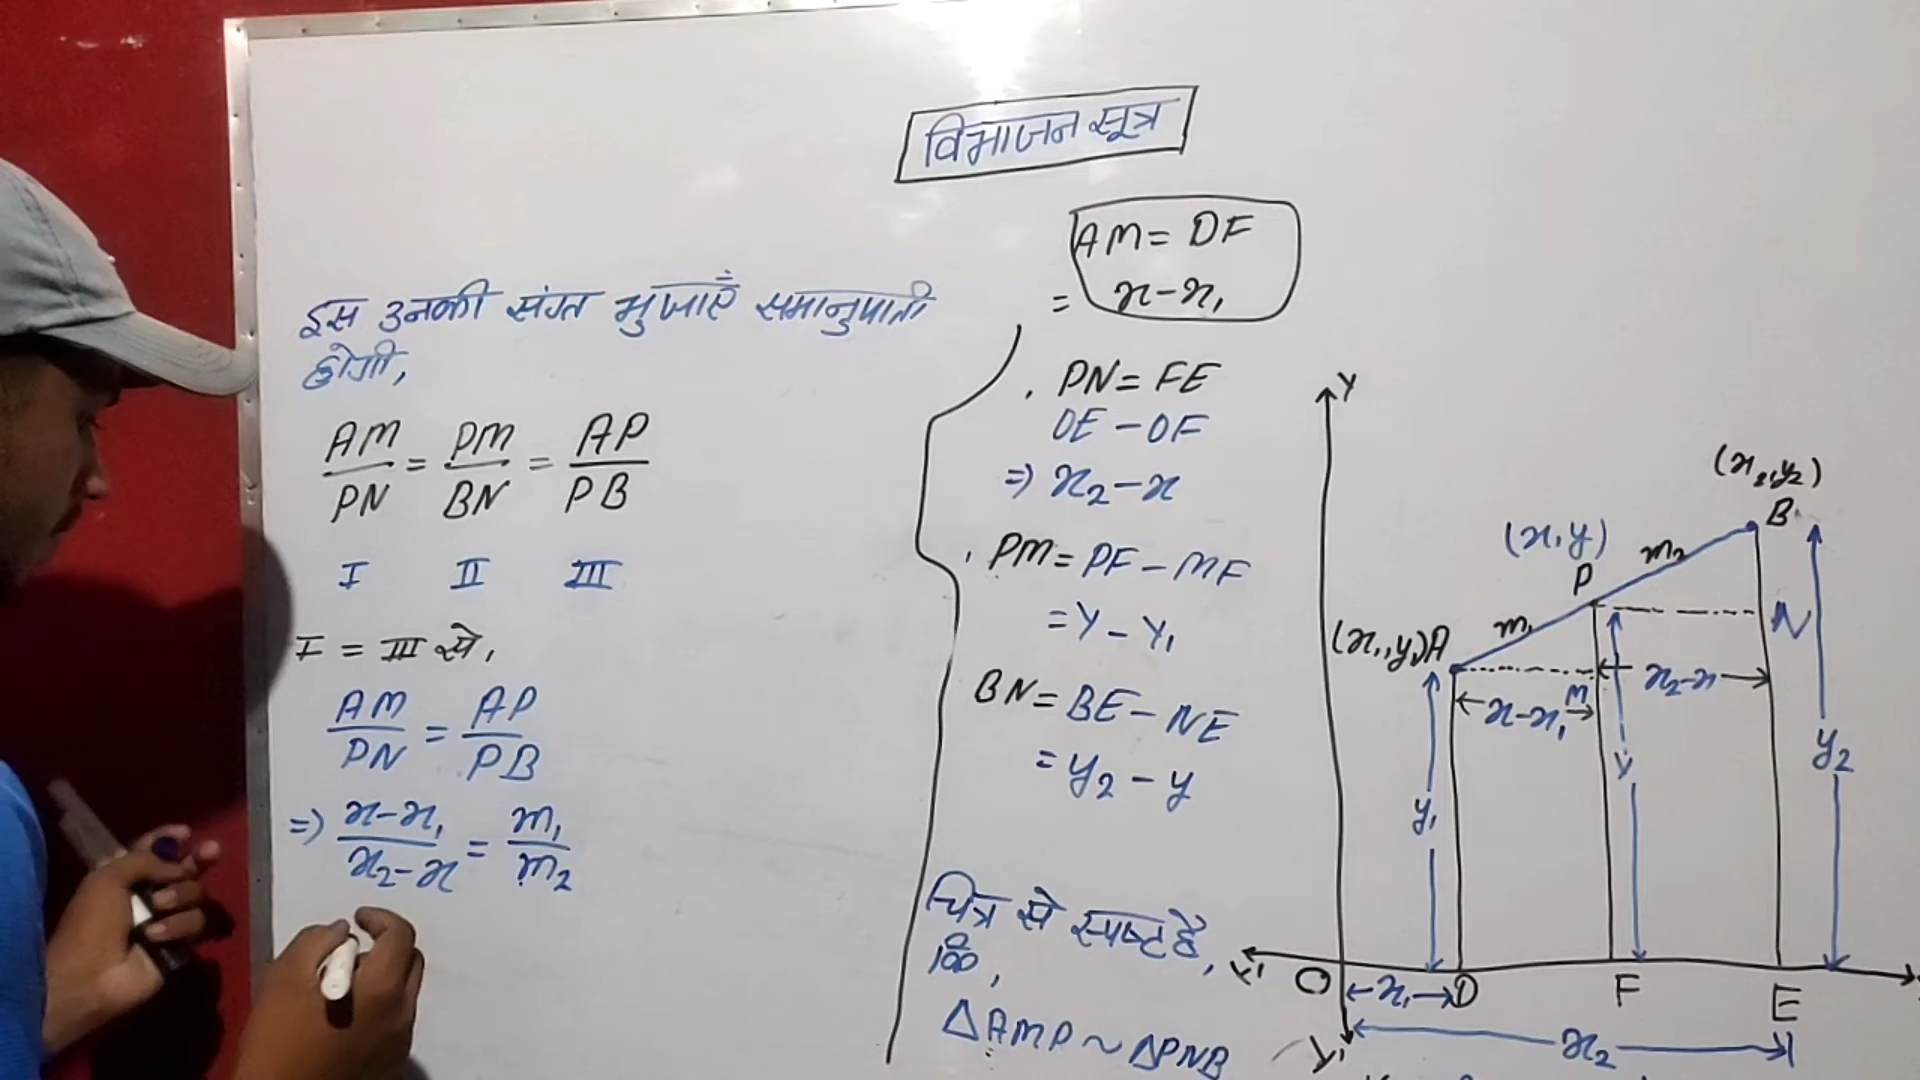 विभाजन सूत्र
AM = DF
= x - x₁
PN = FE
OE - OF
=> x₂ - x
PM = PF - MF
= Y - Y₁
BN = BE - NE
= y₂ - y
चित्र से स्पष्ट है,
कि,
△AMP ~ △PNB
इस उनकी संगत भुजाएँ समानुपाती
होगी,
AM/PN = PM/BN = AP/PB
I II III
I = III से,
AM/PN = AP/PB
=> x-x₁/x₂-x = m₁/m₂
Y
(x₂,y₂)
B
(x,y)
P
m₂
m₁
N
(x₁,y₁)A
M
x₂-x
x-x₁
y₁
y
y₂
X'
O
x₁
D
F
E
Y'
x₂